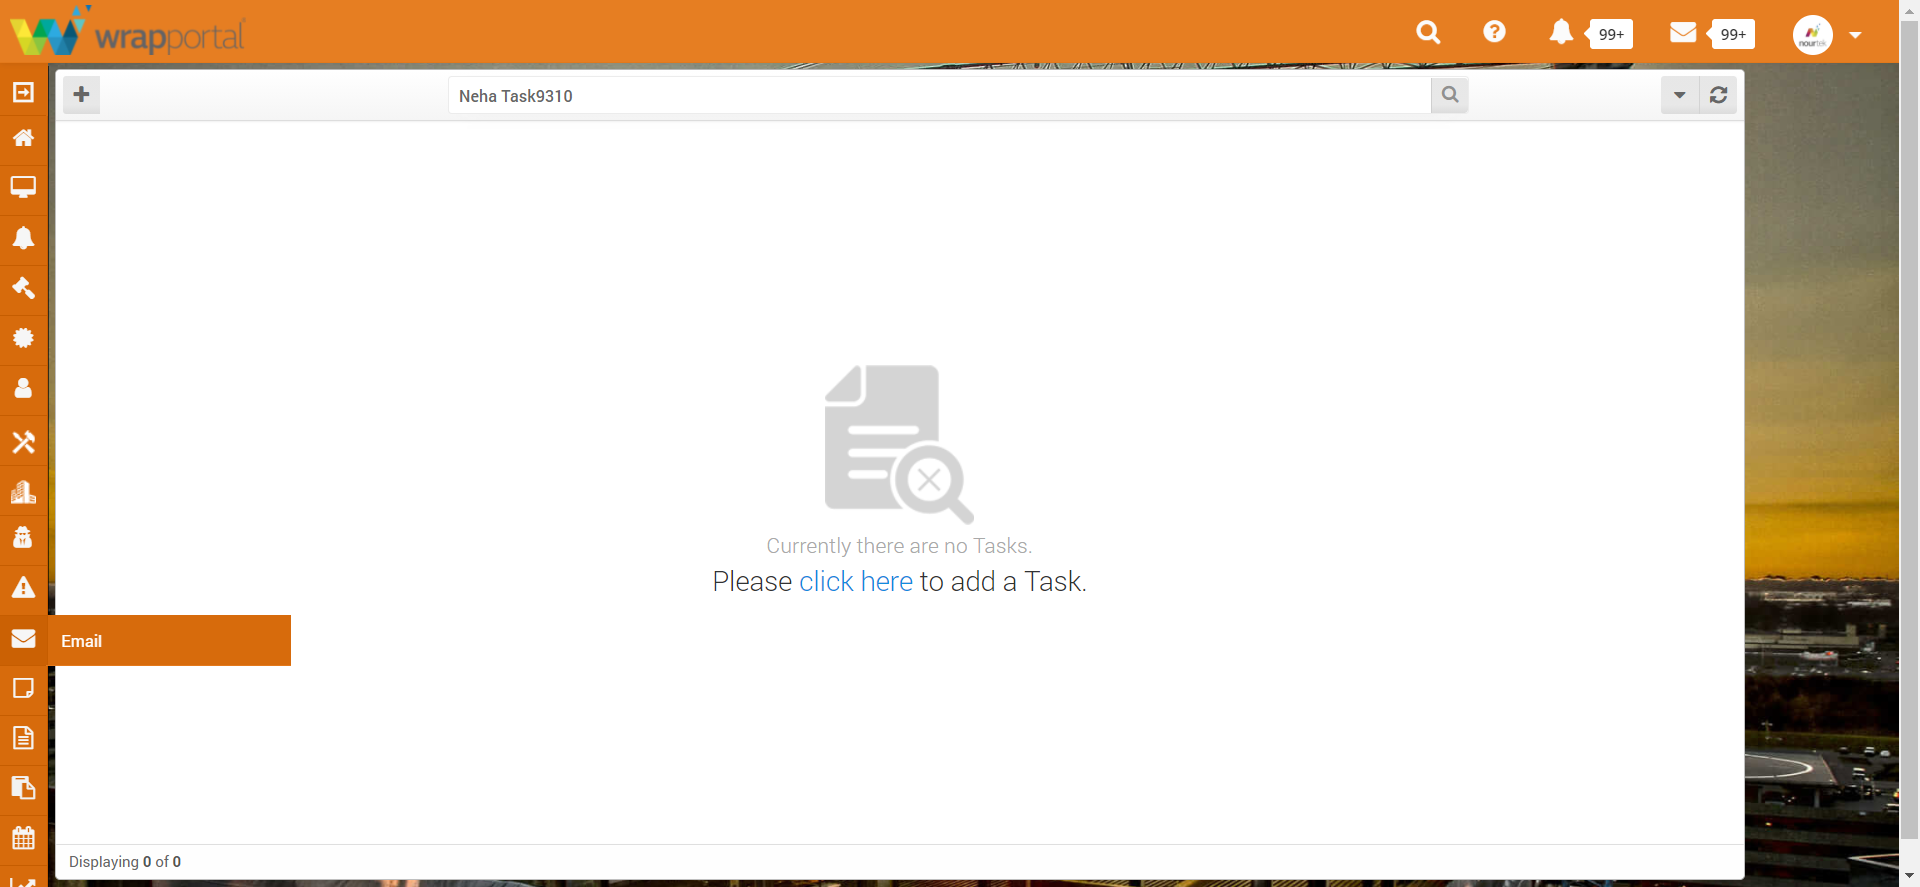 wrapportal
99+
99+
nourtek
Neha Task9310
Currently there are no Tasks.
Please click here to add a Task.
Email
Displaying 0 of 0